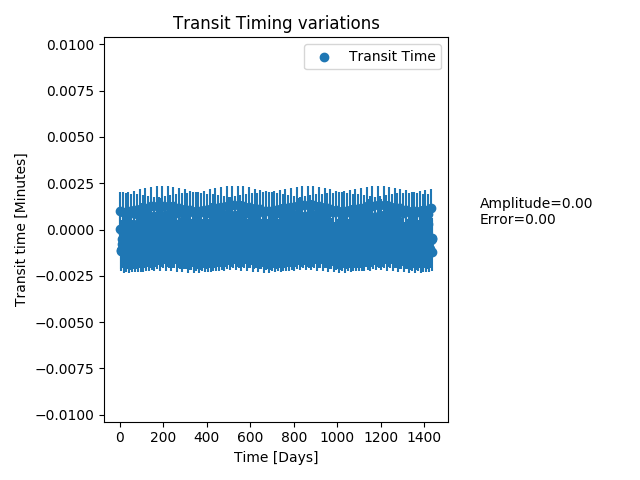 Transit Timing variations
Transit Time
0.0100
0.0075
0.0050
0.0025
0.0000
−0.0025
−0.0050
−0.0075
−0.0100
Transit time [Minutes]
0 200 400 600 800 1000 1200 1400
Time [Days]
Amplitude=0.00
Error=0.00